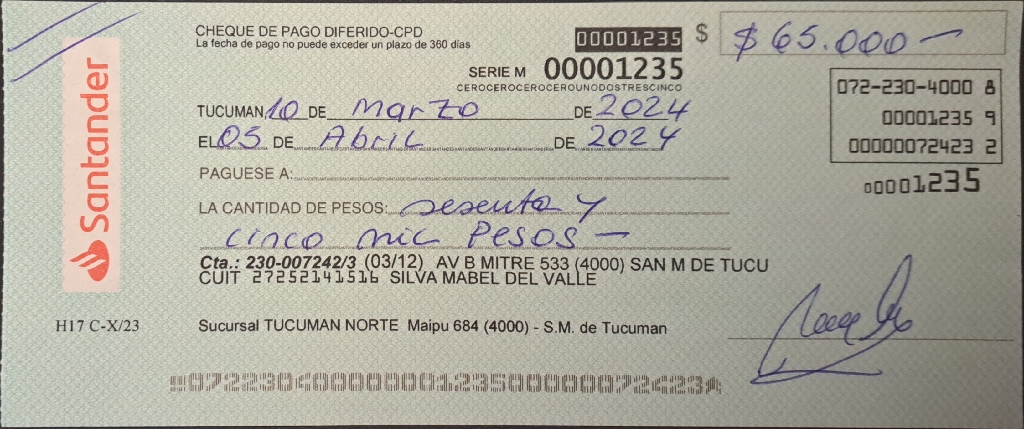 Santander
CHEQUE DE PAGO DIFERIDO-CPD
La fecha de pago no puede exceder un plazo de 360 días
00001235 $ $ 65.000 —
SERIE M 00001235
CEROCEROCEROCEROUNODOSTRESCINCO
072-230-4000 8
00001235 9
00000072423 2
00001235
TUCUMAN 10 DE Marzo DE 2024
EL 05 DE Abril DE 2024
PAGUESE A:
LA CANTIDAD DE PESOS: sesenta y
cinco mil Pesos —
Cta.: 230-007242/3 (03/12) AV B MITRE 533 (4000) SAN M DE TUCU
CUIT 27252141516 SILVA MABEL DEL VALLE
H17 C-X/23
Sucursal TUCUMAN NORTE Maipu 684 (4000) - S.M. de Tucuman